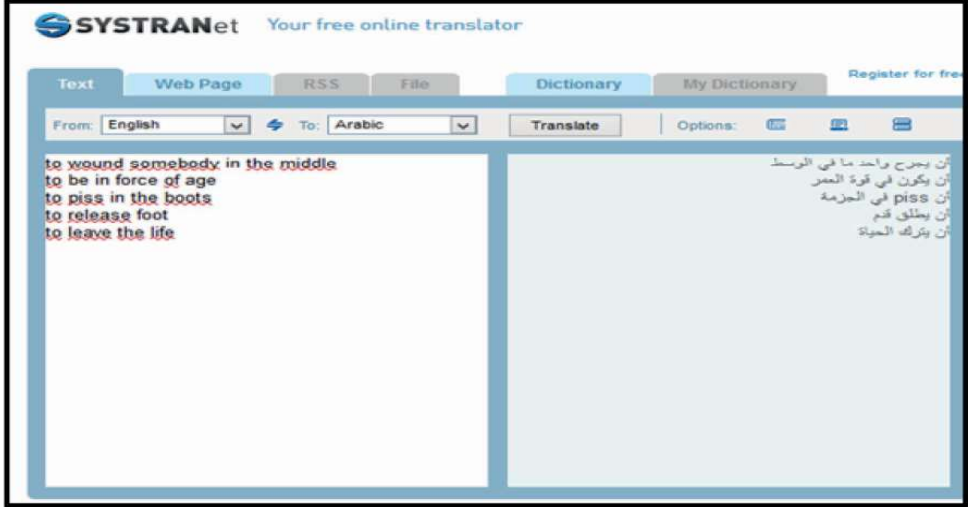 SYSTRANet Your free online translator
Text Web Page RSS File Dictionary My Dictionary Register for free
From: English To: Arabic Translate Options:
to wound somebody in the middle
to be in force of age
to piss in the boots
to release foot
to leave the life
أن يجرح واحد ما في الوسط
أن يكون في قوة العمر
أن piss في الجزمة
أن يطلق قدم
أن يترك الحياة